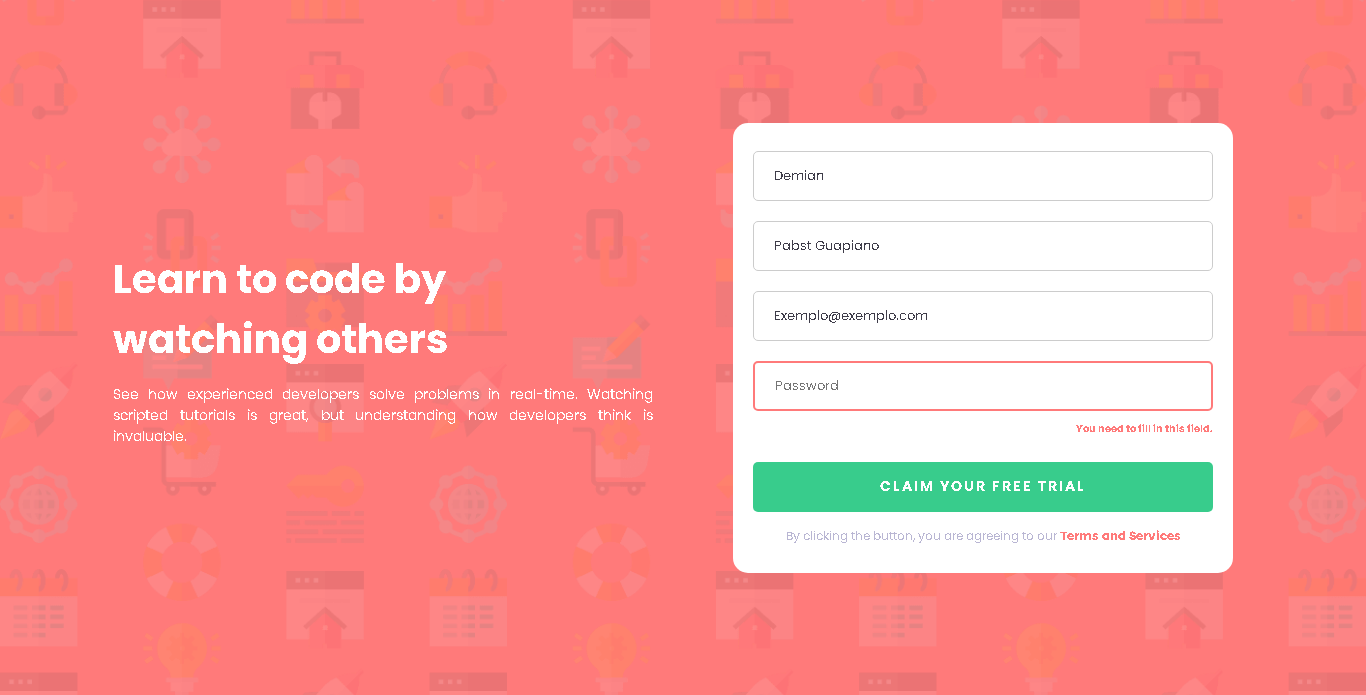 Learn to code by
watching others
See how experienced developers solve problems in real-time. Watching
scripted tutorials is great, but understanding how developers think is
invaluable.
Demian
Pabst Guapiano
Exemplo@exemplo.com
Password
You need to fill in this field.
CLAIM YOUR FREE TRIAL
By clicking the button, you are agreeing to our Terms and Services